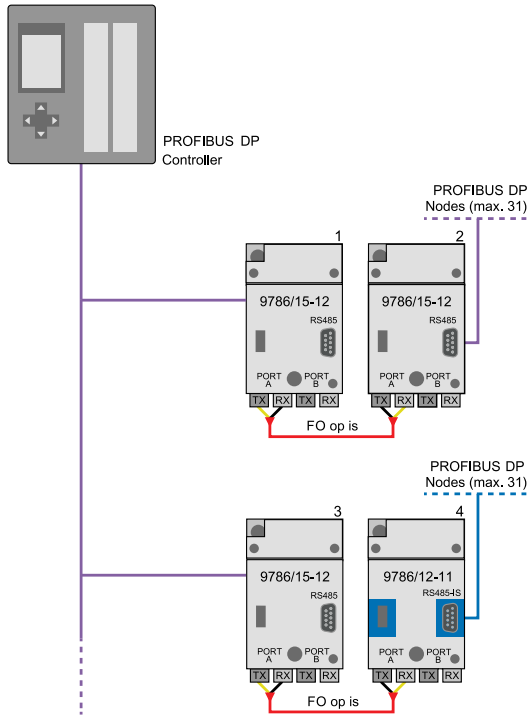 PROFIBUS DP
Controller
PROFIBUS DP
Nodes (max. 31)
1
2
9786/15-12
9786/15-12
RS485
RS485
PORT
A
PORT
B
PORT
A
PORT
B
TX RX TX RX
TX RX TX RX
FO op is
PROFIBUS DP
Nodes (max. 31)
3
4
9786/15-12
9786/12-11
RS485
RS485-IS
PORT
A
PORT
B
PORT
A
PORT
B
TX RX TX RX
TX RX TX RX
FO op is